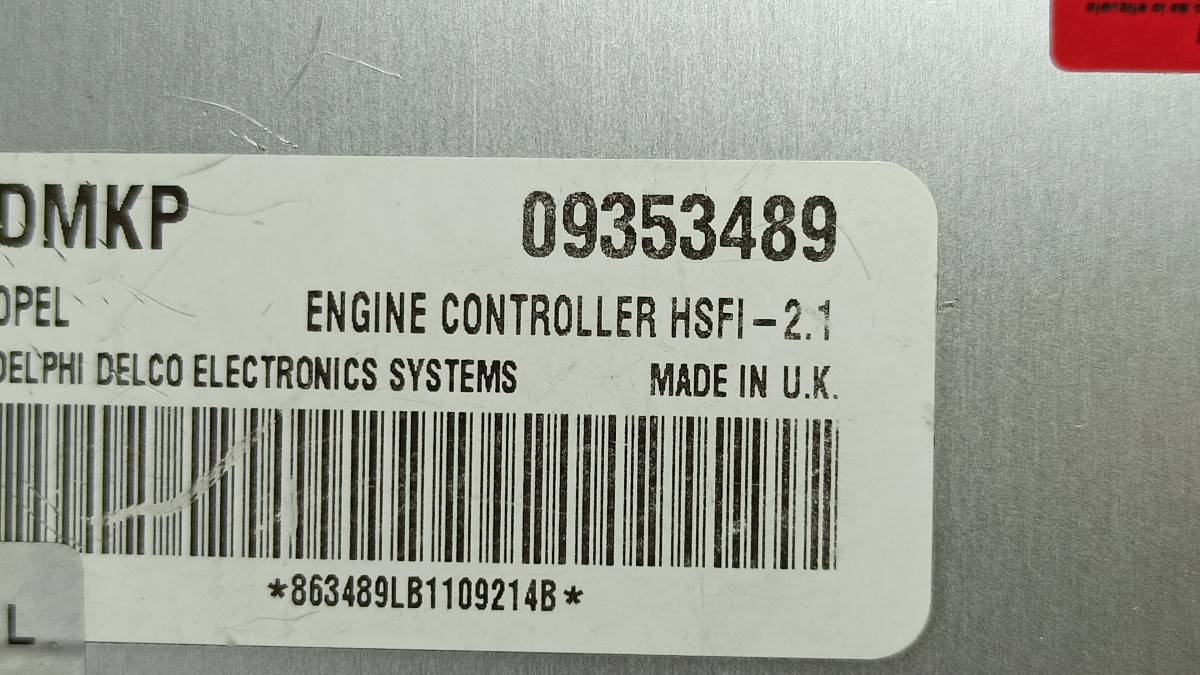 DMKP 09353489
OPEL ENGINE CONTROLLER HSFI-2.1
DELPHI DELCO ELECTRONICS SYSTEMS MADE IN U.K.
*863489LB1109214B*
L